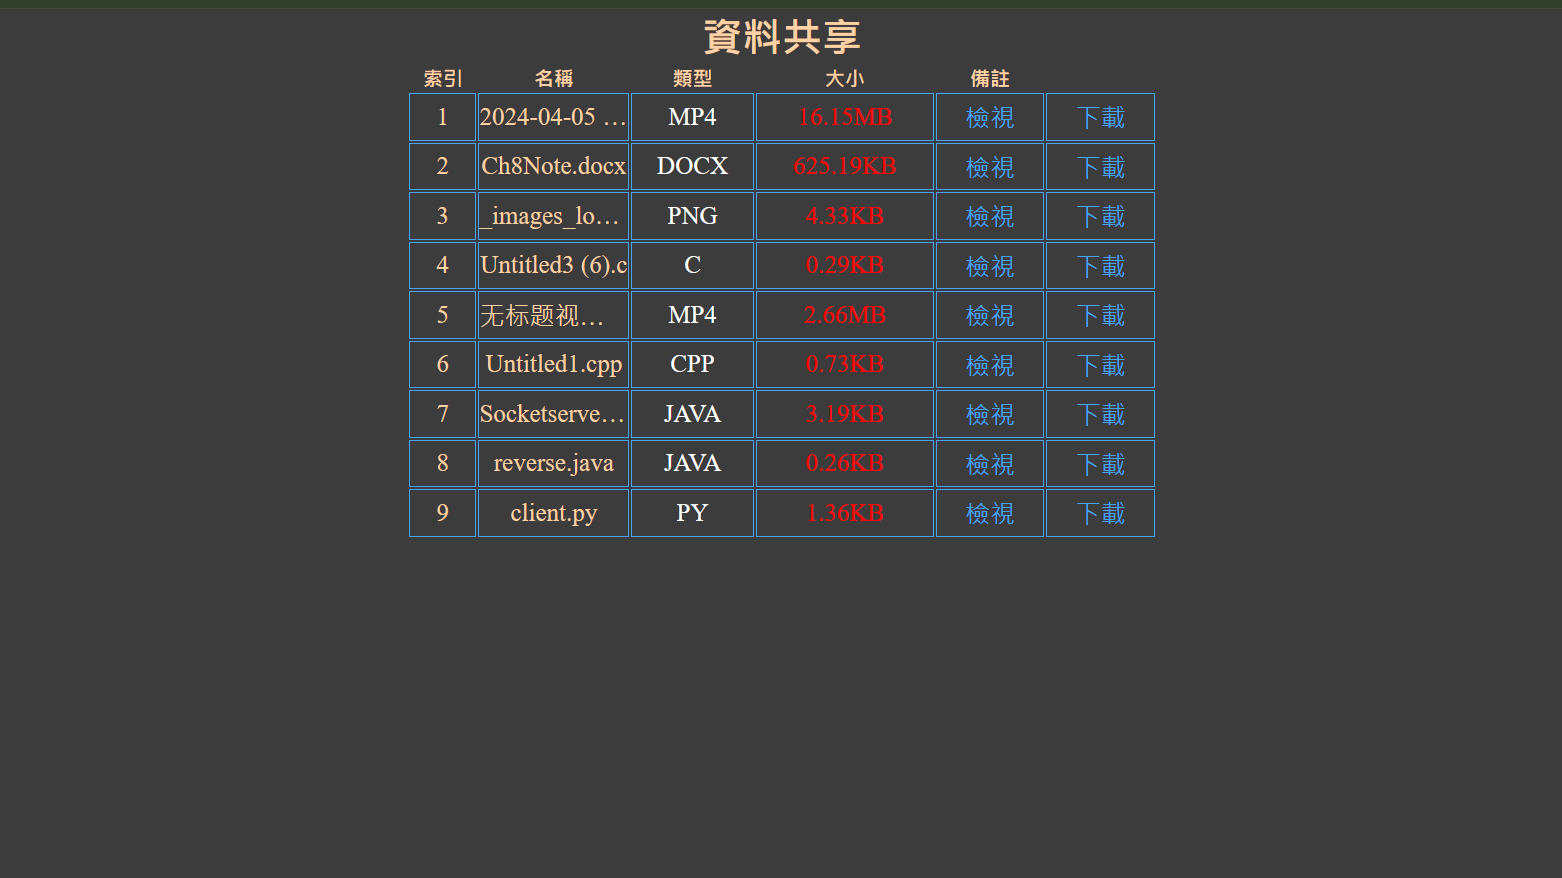 資料共享
索引 名稱 類型 大小 備註
1 2024-04-05 … MP4 16.15MB 檢視 下載
2 Ch8Note.docx DOCX 625.19KB 檢視 下載
3 _images_lo… PNG 4.33KB 檢視 下載
4 Untitled3 (6).c C 0.29KB 檢視 下載
5 无标题视… MP4 2.66MB 檢視 下載
6 Untitled1.cpp CPP 0.73KB 檢視 下載
7 Socketserve… JAVA 3.19KB 檢視 下載
8 reverse.java JAVA 0.26KB 檢視 下載
9 client.py PY 1.36KB 檢視 下載